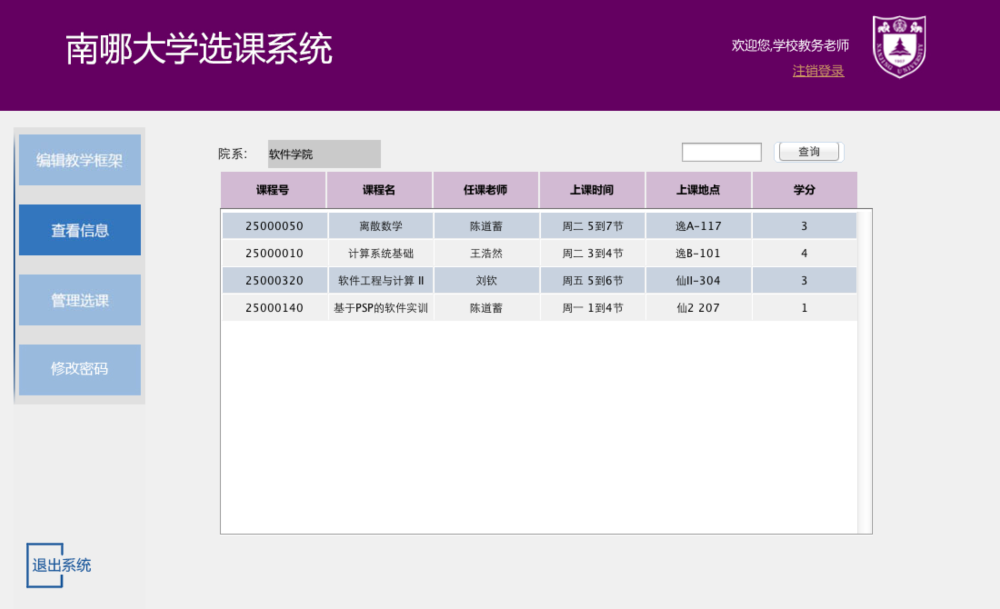 南哪大学选课系统
欢迎您,学校教务老师
注销登录
NANJING UNIVERSITY
1902
编辑教学框架
查看信息
管理选课
修改密码
退出系统
院系: 软件学院 查询
课程号 课程名 任课老师 上课时间 上课地点 学分
25000050 离散数学 陈道蓄 周二 5到7节 逸A-117 3
25000010 计算系统基础 王浩然 周二 3到4节 逸B-101 4
25000320 软件工程与计算 II 刘钦 周五 5到6节 仙II-304 3
25000140 基于PSP的软件实训 陈道蓄 周一 1到4节 仙2 207 1